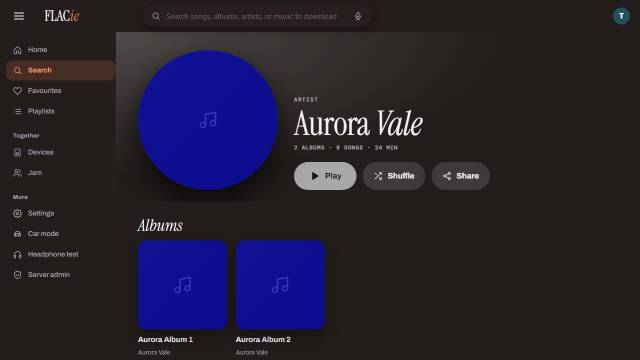 FLACie
Search songs, albums, artists, or music to download
T
Home
Search
Favourites
Playlists
Together
Devices
Jam
More
Settings
Car mode
Headphone test
Server admin
ARTIST
Aurora Vale
2 ALBUMS · 8 SONGS · 24 MIN
Play
Shuffle
Share
Albums
Aurora Album 1
Aurora Vale
Aurora Album 2
Aurora Vale